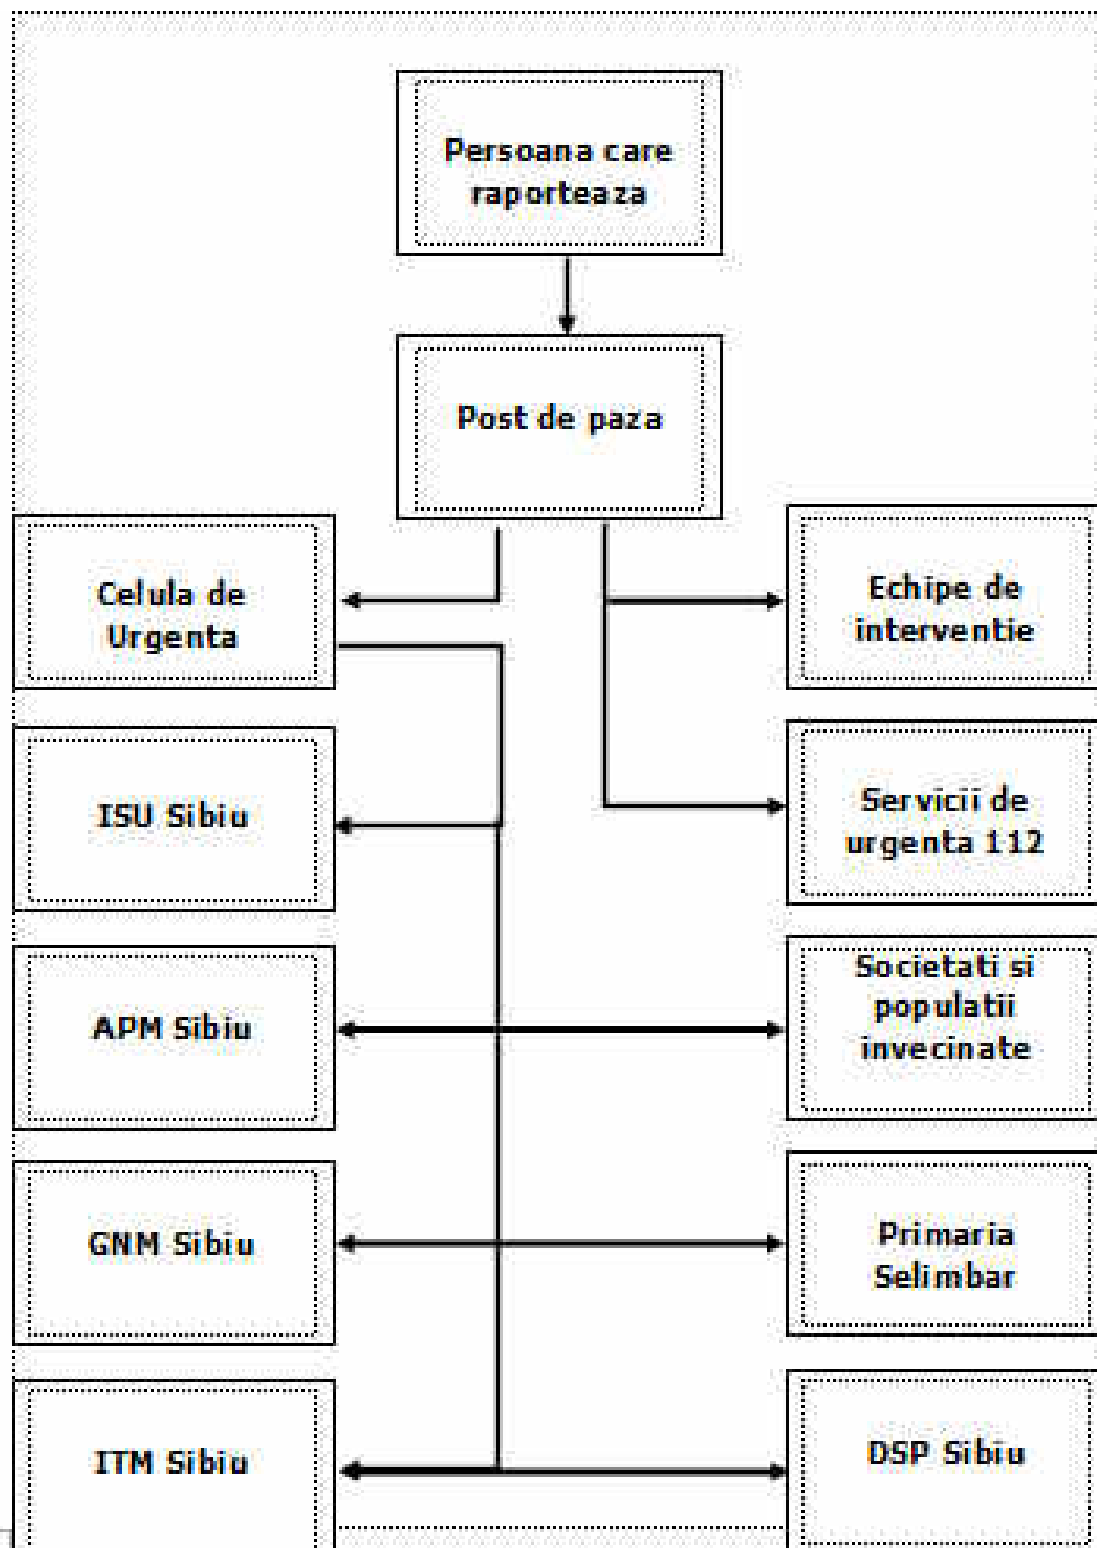 Persoana care
raporteaza
Post de paza
Celula de
Urgenta
Echipe de
interventie
ISU Sibiu
Servicii de
urgenta 112
APM Sibiu
Societati si
populatii
invecinate
GNM Sibiu
Primaria
Selimbar
ITM Sibiu
DSP Sibiu